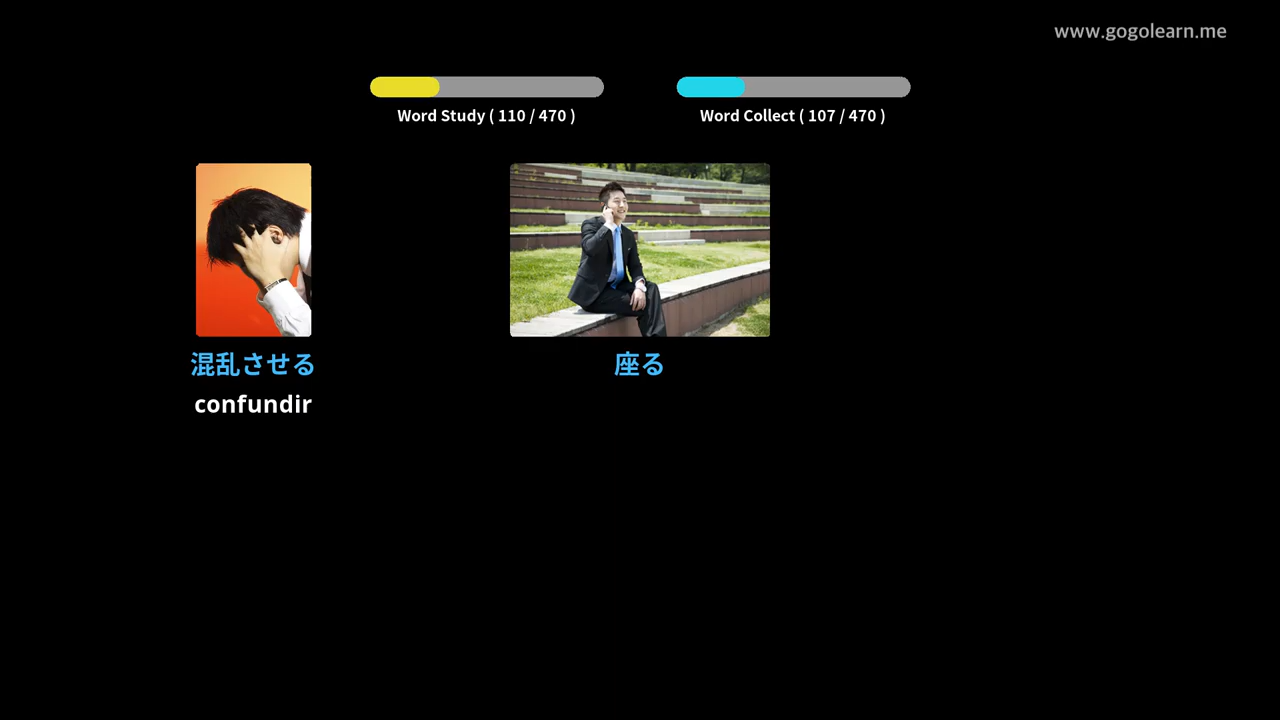 www.gogolearn.me
Word Study ( 110 / 470 )
Word Collect ( 107 / 470 )
混乱させる
confundir
座る